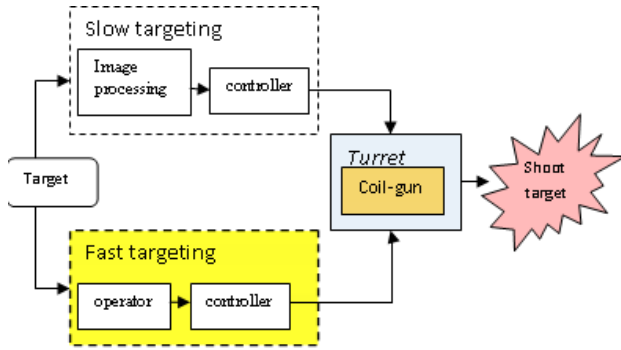 Slow targeting
Image
processing
controller
Target
Turret
Coil-gun
Shoot
target
Fast targeting
operator
controller